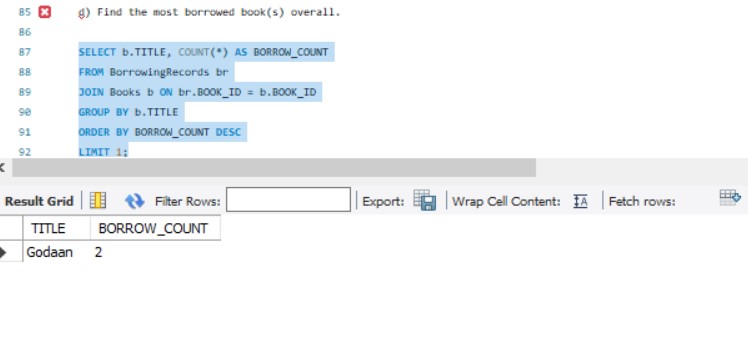 85 d) Find the most borrowed book(s) overall.
86
87 SELECT b.TITLE, COUNT(*) AS BORROW_COUNT
88 FROM BorrowingRecords br
89 JOIN Books b ON br.BOOK_ID = b.BOOK_ID
90 GROUP BY b.TITLE
91 ORDER BY BORROW_COUNT DESC
92 LIMIT 1;
Result Grid Filter Rows: Export: Wrap Cell Content: Fetch rows:
TITLE BORROW_COUNT
Godaan 2